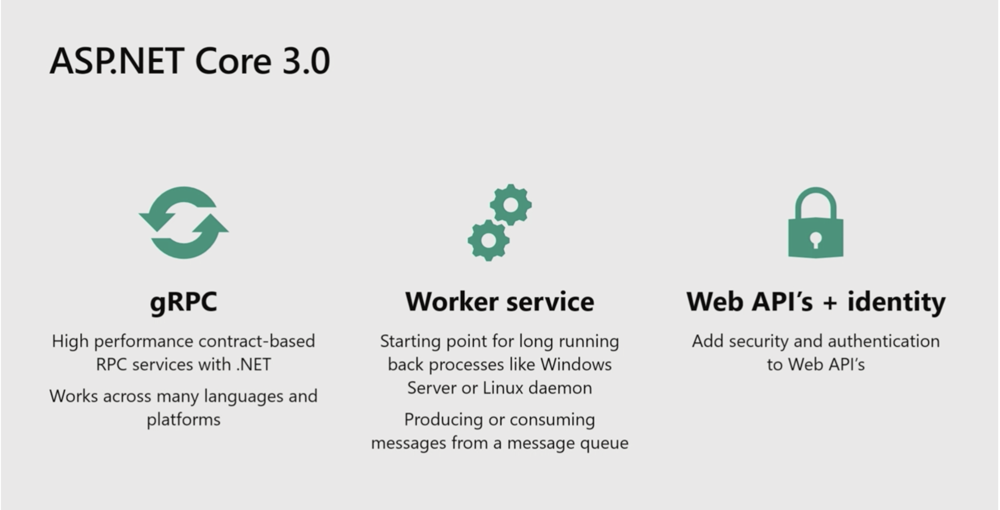 ASP.NET Core 3.0
gRPC
High performance contract-based
RPC services with .NET
Works across many languages and
platforms
Worker service
Starting point for long running
back processes like Windows
Server or Linux daemon
Producing or consuming
messages from a message queue
Web API’s + identity
Add security and authentication
to Web API’s